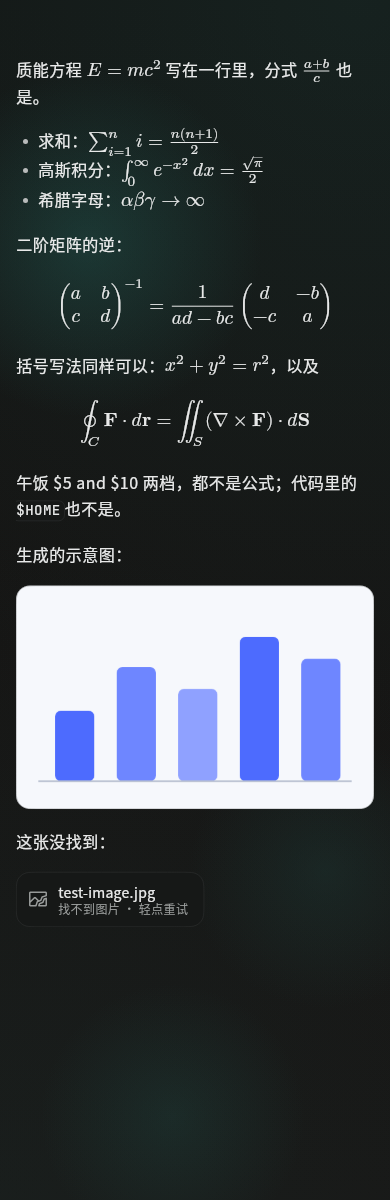 质能方程 E = mc² 写在一行里，分式 (a+b)/c 也
是。
• 求和：∑_{i=1}^{n} i = n(n+1)/2
• 高斯积分：∫_0^∞ e^{-x²} dx = √π/2
• 希腊字母：αβγ → ∞
二阶矩阵的逆：
(a b; c d)^{-1} = 1/(ad − bc) (d −b; −c a)
括号写法同样可以：x² + y² = r²，以及
∮_C F · dr = ∬_S (∇ × F) · dS
午饭 $5 and $10 两档，都不是公式；代码里的
$HOME 也不是。
生成的示意图：
这张没找到：
test-image.jpg
找不到图片 · 轻点重试